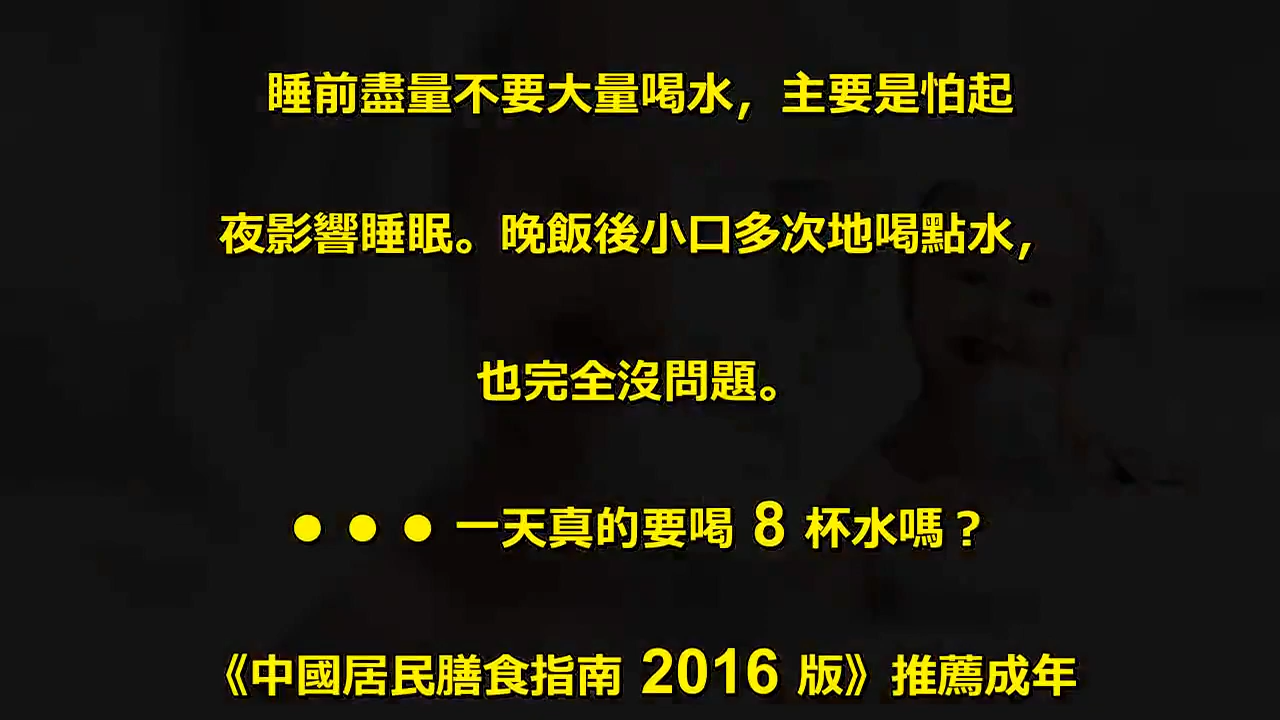 睡前盡量不要大量喝水，主要是怕起
夜影響睡眠。晚飯後小口多次地喝點水，
也完全沒問題。
●●●一天真的要喝 8 杯水嗎？
《中國居民膳食指南 2016 版》推薦成年